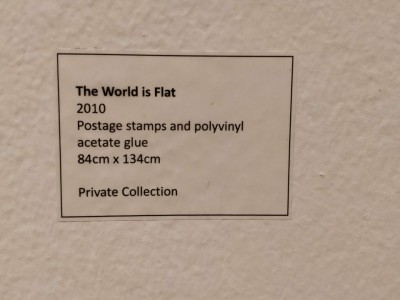 The World is Flat
2010
Postage stamps and polyvinyl
acetate glue
84cm x 134cm
Private Collection